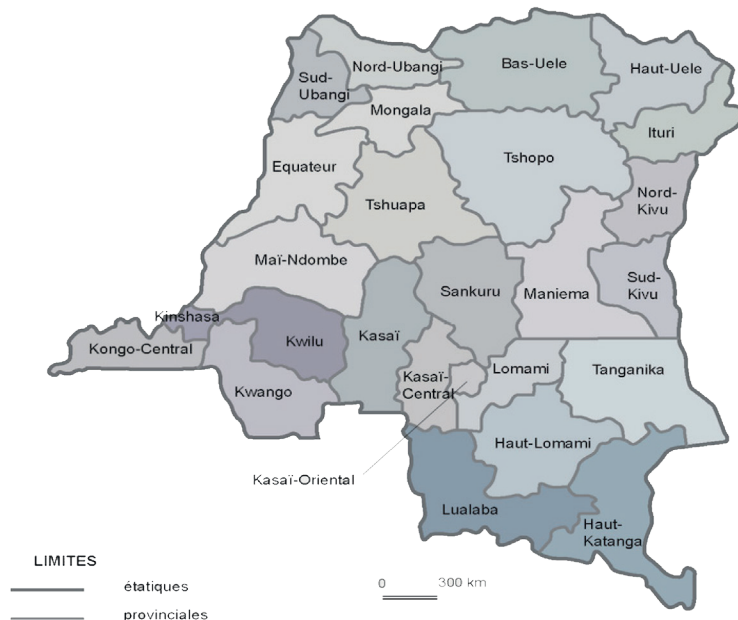 Nord-Ubangi
Bas-Uele
Haut-Uele
Sud-
Ubangi
Mongala
Ituri
Equateur
Tshopo
Tshuapa
Nord-
Kivu
Maï-Ndombe
Sankuru
Maniema
Sud-
Kivu
Kinshasa
Kwilu
Kasaï
Kongo-Central
Kwango
Kasaï-
Central
Lomami
Tanganika
Haut-Lomami
Kasaï-Oriental
Lualaba
Haut-
Katanga
LIMITES
étatiques
provinciales
0 300 km